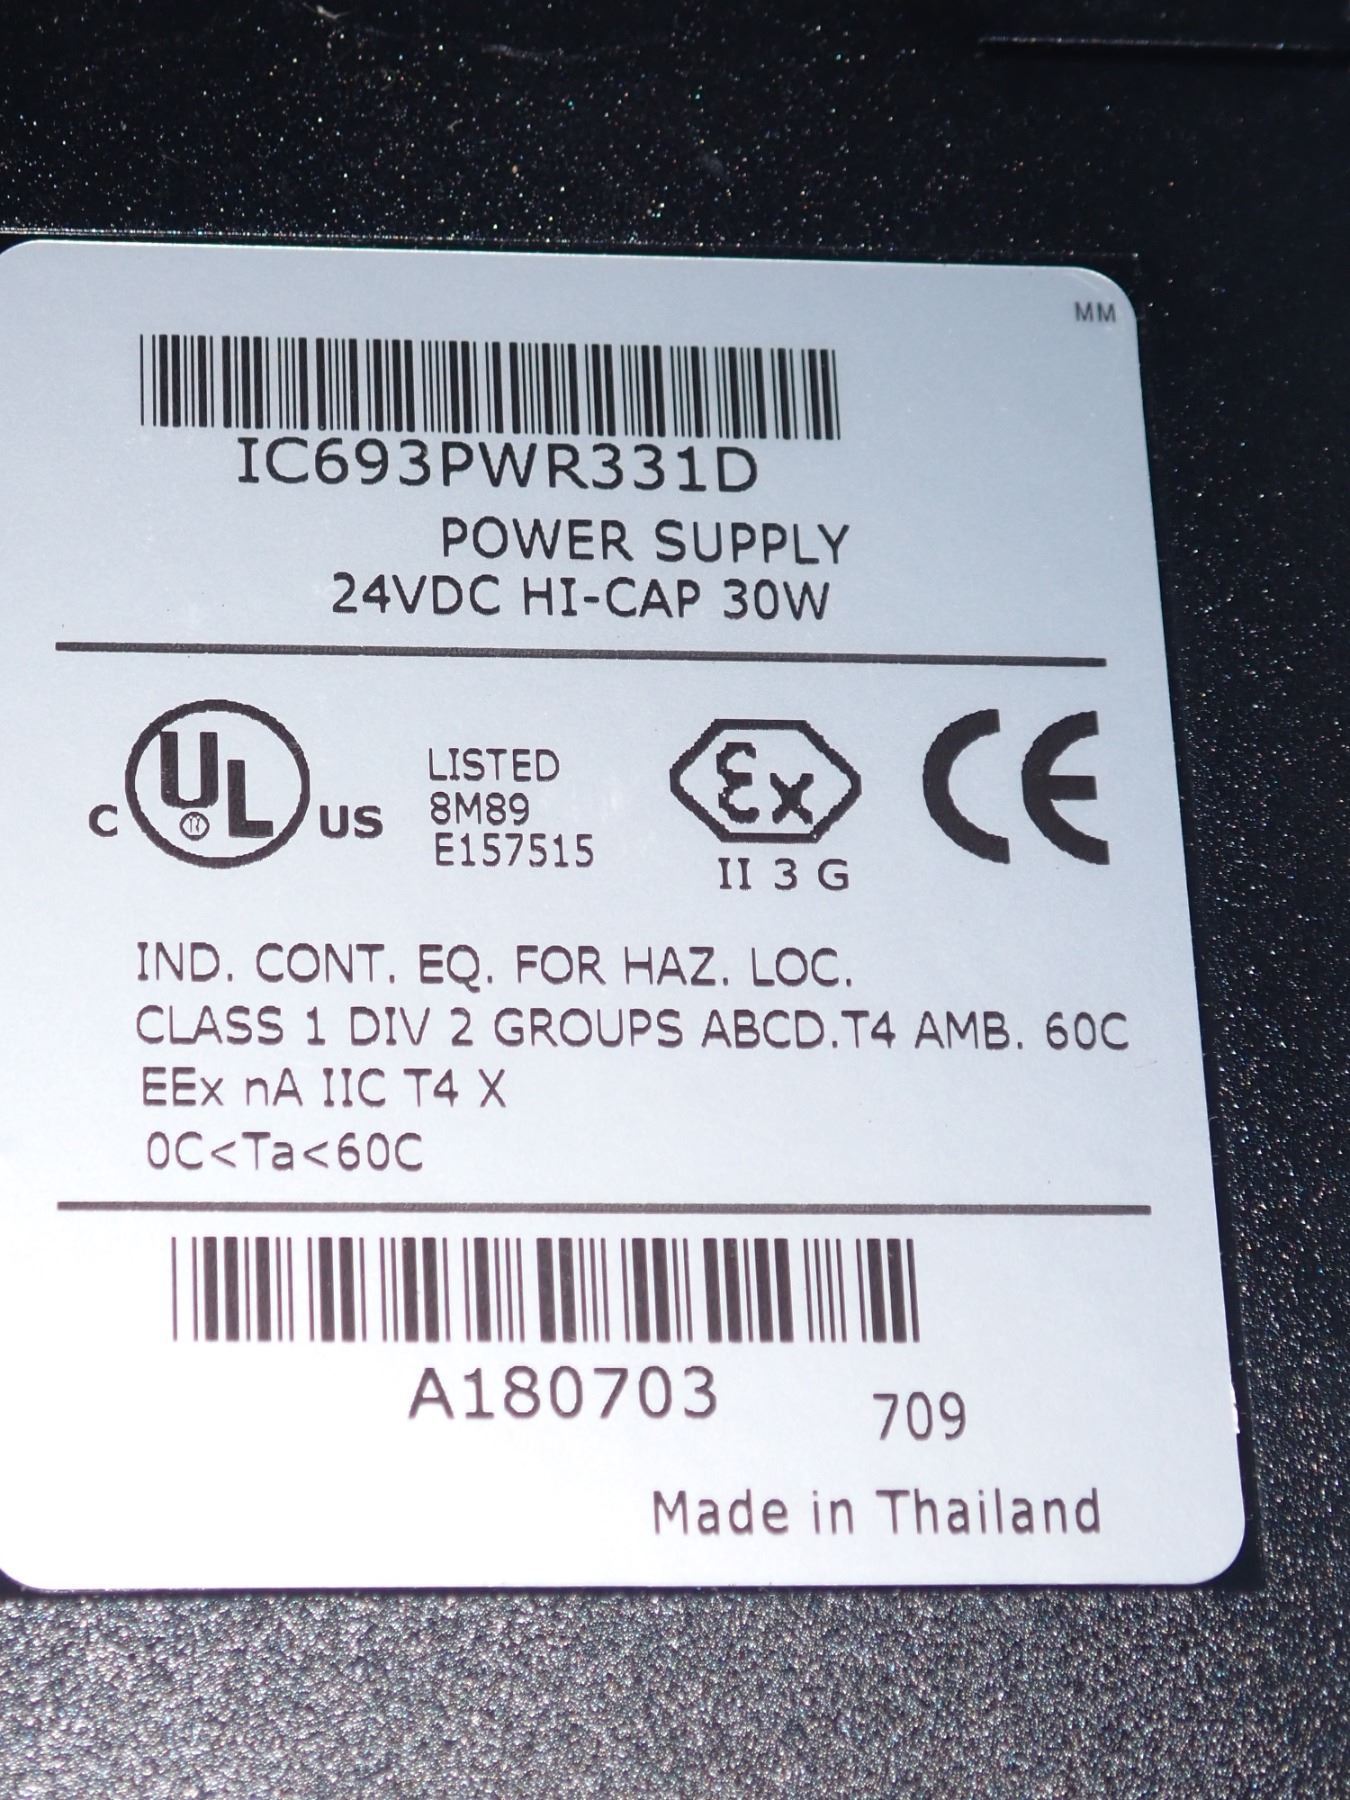 MM
IC693PWR331D
POWER SUPPLY
24VDC HI-CAP 30W
C UL US
LISTED
8M89
E157515
Ex
II 3 G
CE
IND. CONT. EQ. FOR HAZ. LOC.
CLASS 1 DIV 2 GROUPS ABCD.T4 AMB. 60C
EEx nA IIC T4 X
0C<Ta<60C
A180703
709
Made in Thailand